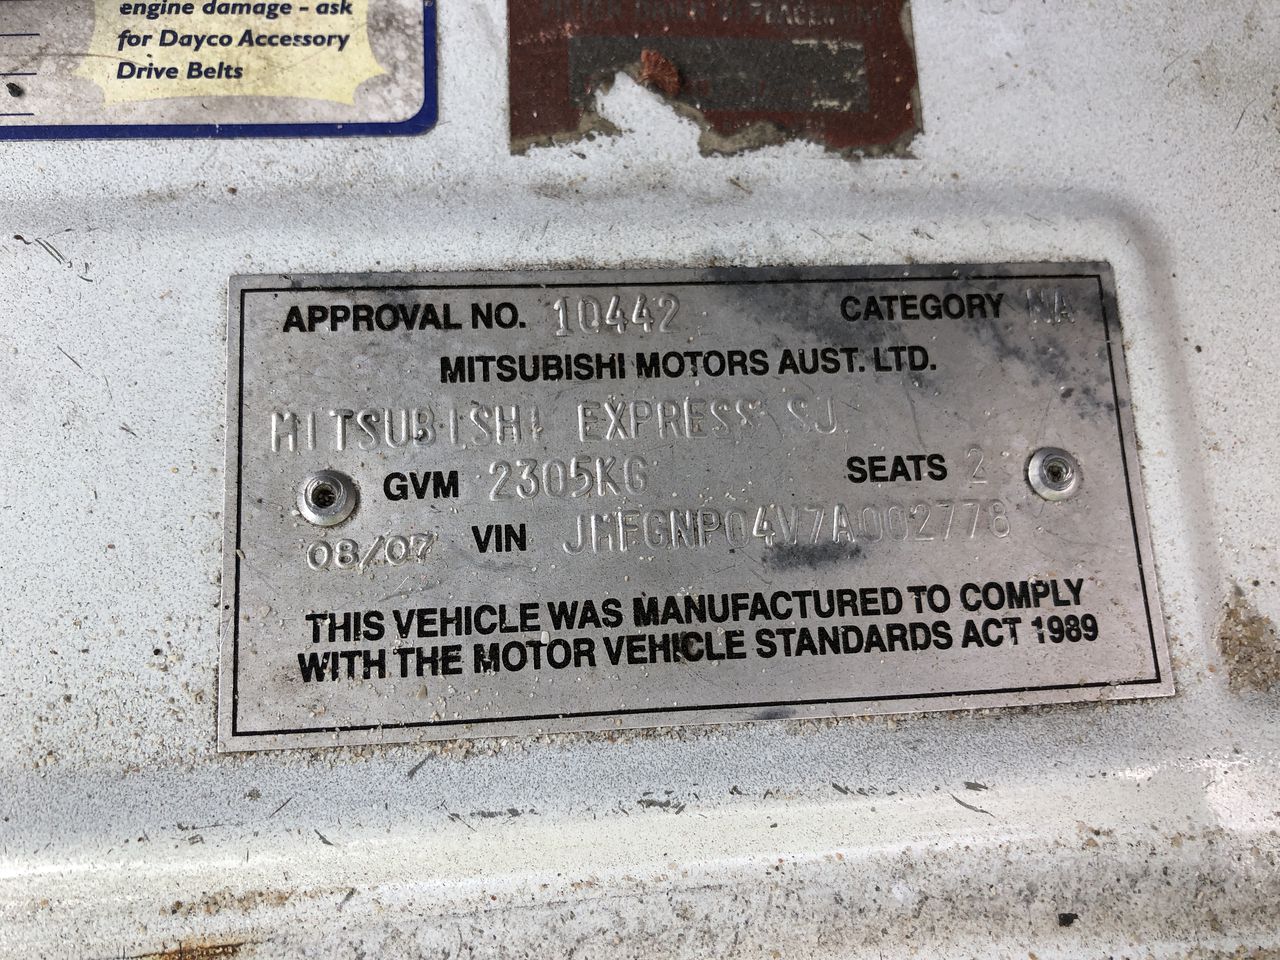 engine damage - ask
for Dayco Accessory
Drive Belts
APPROVAL NO. 10442 CATEGORY NA
MITSUBISHI MOTORS AUST. LTD.
MITSUBISHI EXPRESS SJ
GVM 2305KG SEATS 2
08/07 VIN JMFGNP04V7A002778
THIS VEHICLE WAS MANUFACTURED TO COMPLY
WITH THE MOTOR VEHICLE STANDARDS ACT 1989